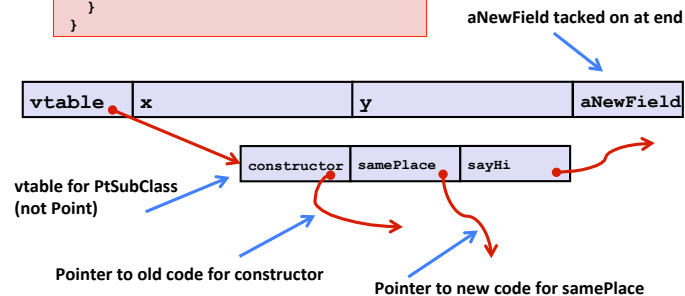 }
}
aNewField tacked on at end
vtable x y aNewField
constructor samePlace sayHi
vtable for PtSubClass
(not Point)
Pointer to old code for constructor
Pointer to new code for samePlace